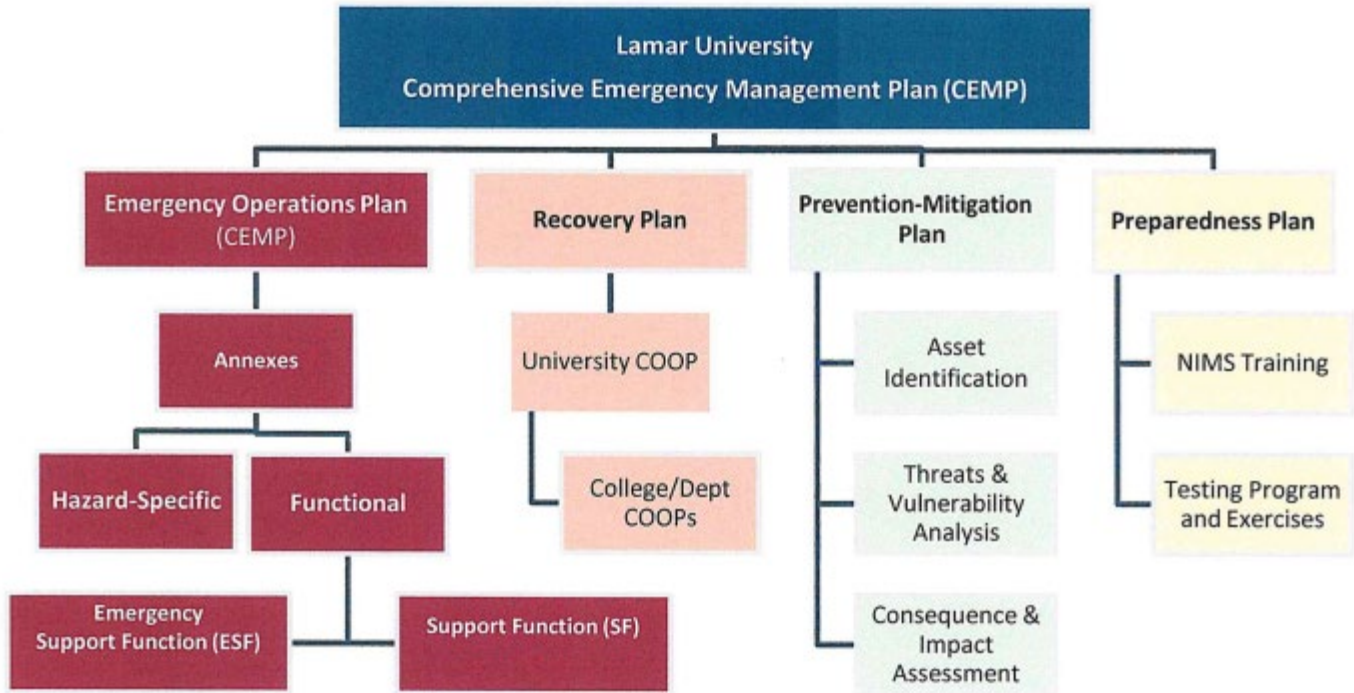 Lamar University
Comprehensive Emergency Management Plan (CEMP)
Emergency Operations Plan
(CEMP)
Recovery Plan
Prevention-Mitigation
Plan
Preparedness Plan
Annexes
University COOP
Asset
Identification
NIMS Training
Hazard-Specific
Functional
College/Dept
COOPs
Threats &
Vulnerability
Analysis
Testing Program
and Exercises
Emergency
Support Function (ESF)
Support Function (SF)
Consequence &
Impact
Assessment